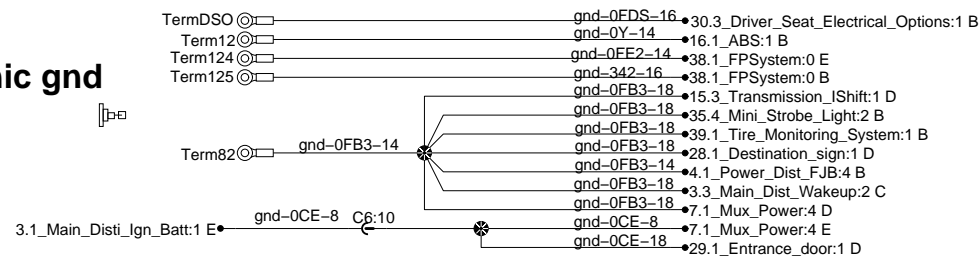 TermDSO gnd-0FDS-16 30.3_Driver_Seat_Electrical_Options:1 B
Term12 gnd-0Y-14 16.1_ABS:1 B
Term124 gnd-0FE2-14 38.1_FPSystem:0 E
Term125 gnd-342-16 38.1_FPSystem:0 B
nic gnd
gnd-0FB3-18 15.3_Transmission_IShift:1 D
gnd-0FB3-18 35.4_Mini_Strobe_Light:2 B
gnd-0FB3-18 39.1_Tire_Monitoring_System:1 B
Term82 gnd-0FB3-14 gnd-0FB3-18 28.1_Destination_sign:1 D
gnd-0FB3-14 4.1_Power_Dist_FJB:4 B
gnd-0FB3-18 3.3_Main_Dist_Wakeup:2 C
gnd-0FB3-18 7.1_Mux_Power:4 D
3.1_Main_Disti_Ign_Batt:1 E gnd-0CE-8 C6:10 gnd-0CE-8 7.1_Mux_Power:4 E
gnd-0CE-18 29.1_Entrance_door:1 D